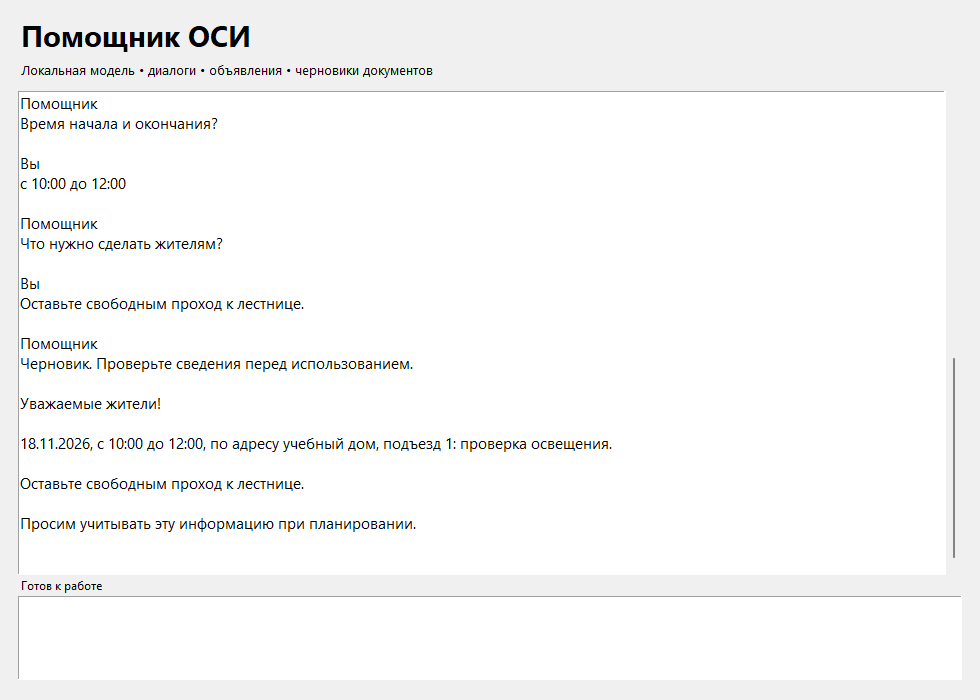 Помощник ОСИ
Локальная модель • диалоги • объявления • черновики документов
Помощник
Время начала и окончания?
Вы
с 10:00 до 12:00
Помощник
Что нужно сделать жителям?
Вы
Оставьте свободным проход к лестнице.
Помощник
Черновик. Проверьте сведения перед использованием.
Уважаемые жители!
18.11.2026, с 10:00 до 12:00, по адресу учебный дом, подъезд 1: проверка освещения.
Оставьте свободным проход к лестнице.
Просим учитывать эту информацию при планировании.
Готов к работе